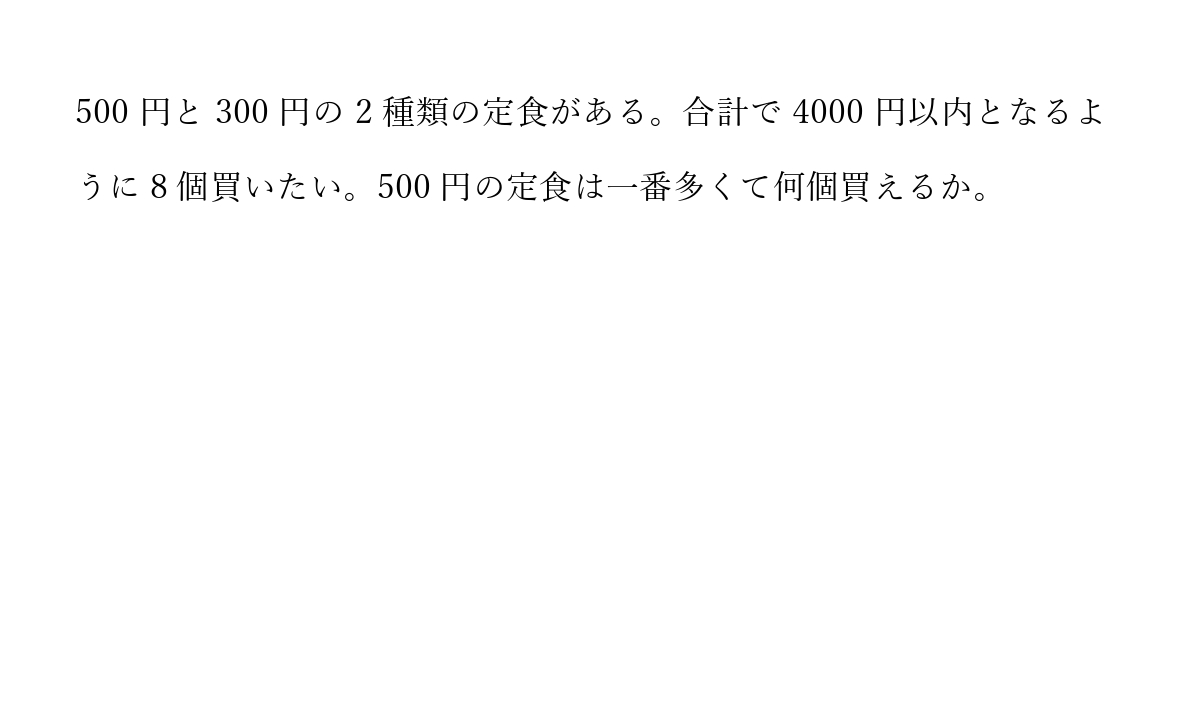 500 円と 300 円の 2 種類の定食がある。合計で 4000 円以内となるよ
うに 8 個買いたい。500 円の定食は一番多くて何個買えるか。